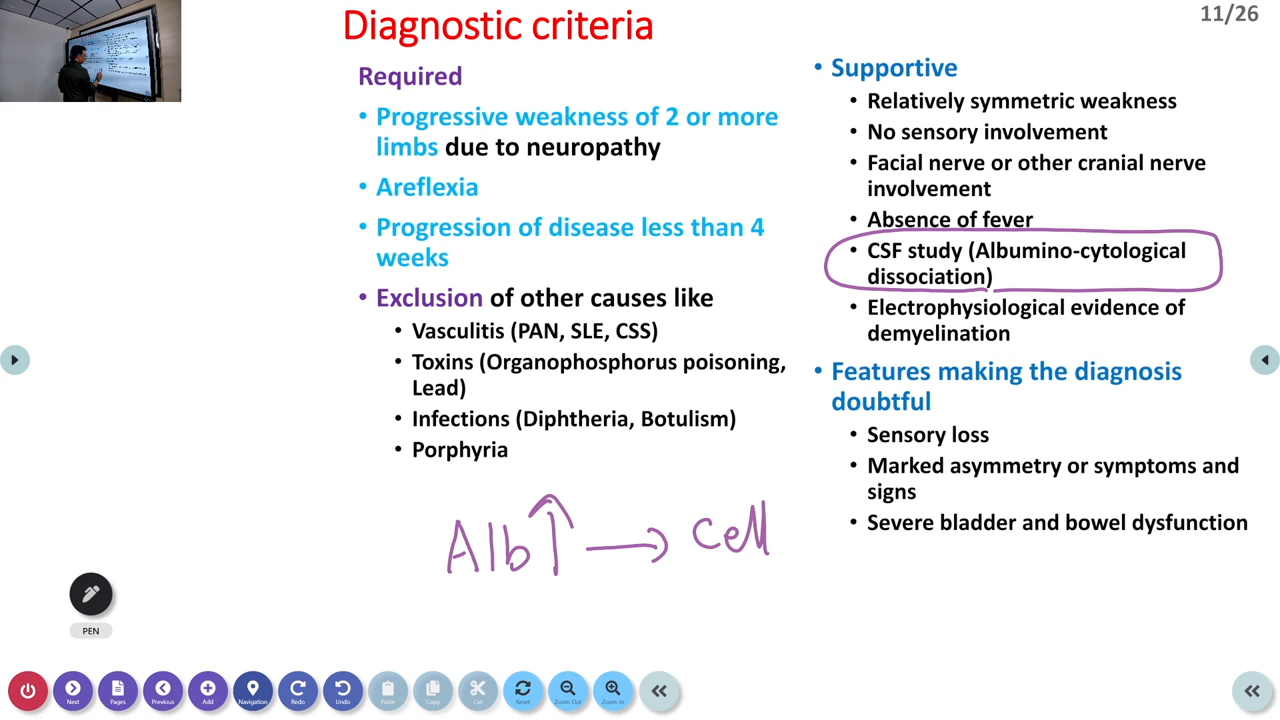 11/26
Diagnostic criteria
Required
• Progressive weakness of 2 or more
limbs due to neuropathy
• Areflexia
• Progression of disease less than 4
weeks
• Exclusion of other causes like
• Vasculitis (PAN, SLE, CSS)
• Toxins (Organophosphorus poisoning,
Lead)
• Infections (Diphtheria, Botulism)
• Porphyria
Alb↑ → Cell
• Supportive
• Relatively symmetric weakness
• No sensory involvement
• Facial nerve or other cranial nerve
involvement
• Absence of fever
• CSF study (Albumino-cytological
dissociation)
• Electrophysiological evidence of
demyelination
• Features making the diagnosis
doubtful
• Sensory loss
• Marked asymmetry or symptoms and
signs
• Severe bladder and bowel dysfunction
PEN
Next Pages Previous Add Navigation Redo Undo Paste Copy Cut Reset Zoom Out Zoom In